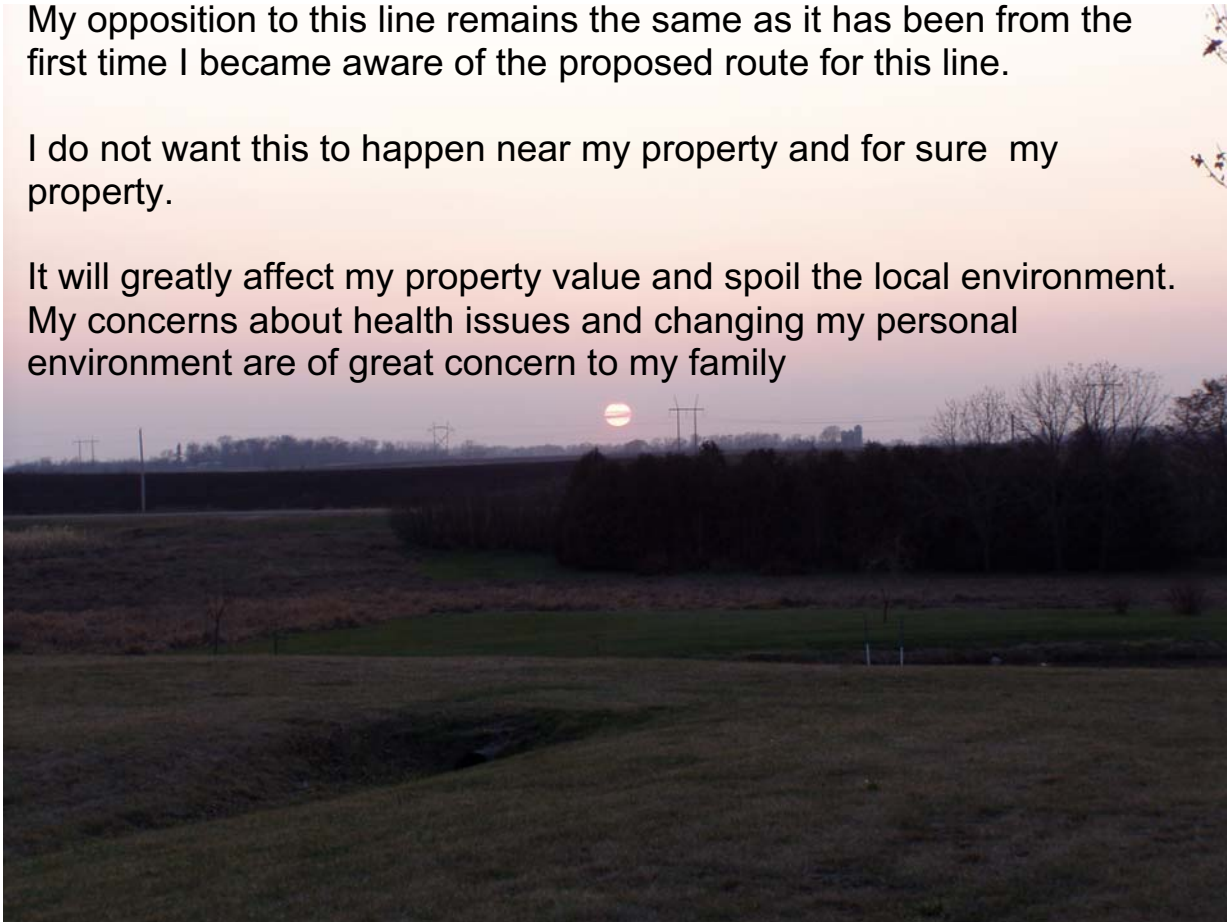 My opposition to this line remains the same as it has been from the
first time I became aware of the proposed route for this line.
I do not want this to happen near my property and for sure  my
property.
It will greatly affect my property value and spoil the local environment.
My concerns about health issues and changing my personal
environment are of great concern to my family